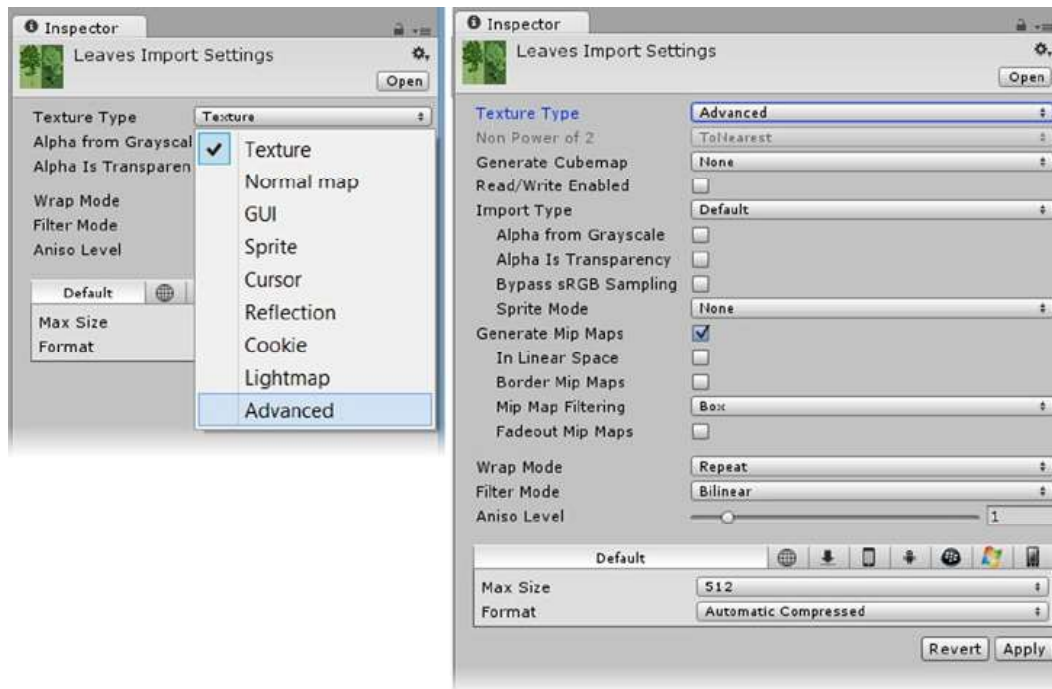 Inspector
Leaves Import Settings
Open
Texture Type Texture
Alpha from Grayscal
Alpha Is Transparen
Wrap Mode
Filter Mode
Aniso Level
Default
Max Size
Format
Texture
Normal map
GUI
Sprite
Cursor
Reflection
Cookie
Lightmap
Advanced
Inspector
Leaves Import Settings
Open
Texture Type Advanced
Non Power of 2 ToNearest
Generate Cubemap None
Read/Write Enabled
Import Type Default
Alpha from Grayscale
Alpha Is Transparency
Bypass sRGB Sampling
Sprite Mode None
Generate Mip Maps
In Linear Space
Border Mip Maps
Mip Map Filtering Box
Fadeout Mip Maps
Wrap Mode Repeat
Filter Mode Bilinear
Aniso Level 1
Default
Max Size 512
Format Automatic Compressed
Revert Apply